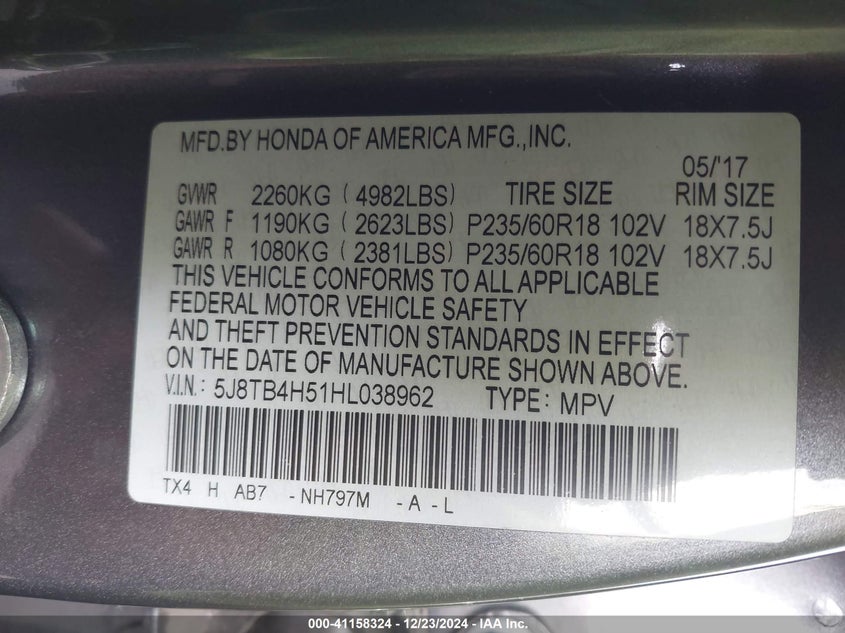 MFD.BY HONDA OF AMERICA MFG.,INC.
05/'17
GVWR 2260KG ( 4982LBS) TIRE SIZE RIM SIZE
GAWR F 1190KG ( 2623LBS) P235/60R18 102V 18X7.5J
GAWR R 1080KG ( 2381LBS) P235/60R18 102V 18X7.5J
THIS VEHICLE CONFORMS TO ALL APPLICABLE
FEDERAL MOTOR VEHICLE SAFETY
AND THEFT PREVENTION STANDARDS IN EFFECT
ON THE DATE OF MANUFACTURE SHOWN ABOVE.
V.I.N.: 5J8TB4H51HL038962 TYPE: MPV
TX4 H AB7 -NH797M -A -L
000-41158324 - 12/23/2024 - IAA Inc.